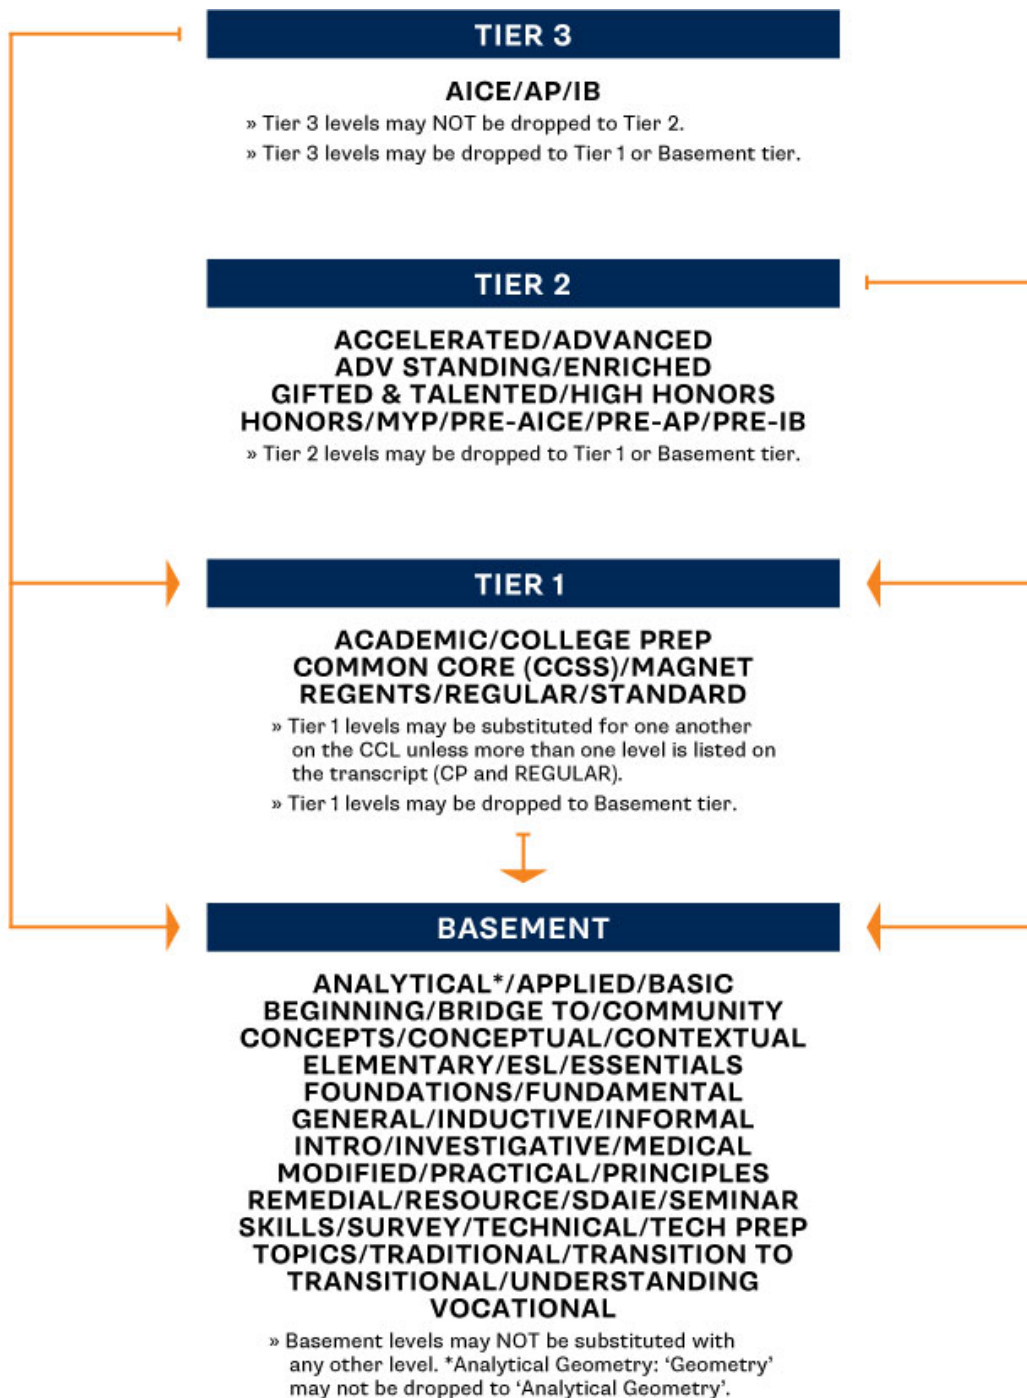 TIER 3
AICE/AP/IB
» Tier 3 levels may NOT be dropped to Tier 2.
» Tier 3 levels may be dropped to Tier 1 or Basement tier.
TIER 2
ACCELERATED/ADVANCED
ADV STANDING/ENRICHED
GIFTED & TALENTED/HIGH HONORS
HONORS/MYP/PRE-AICE/PRE-AP/PRE-IB
» Tier 2 levels may be dropped to Tier 1 or Basement tier.
TIER 1
ACADEMIC/COLLEGE PREP
COMMON CORE (CCSS)/MAGNET
REGENTS/REGULAR/STANDARD
» Tier 1 levels may be substituted for one another
on the CCL unless more than one level is listed on
the transcript (CP and REGULAR).
» Tier 1 levels may be dropped to Basement tier.
BASEMENT
ANALYTICAL*/APPLIED/BASIC
BEGINNING/BRIDGE TO/COMMUNITY
CONCEPTS/CONCEPTUAL/CONTEXTUAL
ELEMENTARY/ESL/ESSENTIALS
FOUNDATIONS/FUNDAMENTAL
GENERAL/INDUCTIVE/INFORMAL
INTRO/INVESTIGATIVE/MEDICAL
MODIFIED/PRACTICAL/PRINCIPLES
REMEDIAL/RESOURCE/SDAIE/SEMINAR
SKILLS/SURVEY/TECHNICAL/TECH PREP
TOPICS/TRADITIONAL/TRANSITION TO
TRANSITIONAL/UNDERSTANDING
VOCATIONAL
» Basement levels may NOT be substituted with
any other level. *Analytical Geometry: ‘Geometry’
may not be dropped to ‘Analytical Geometry’.